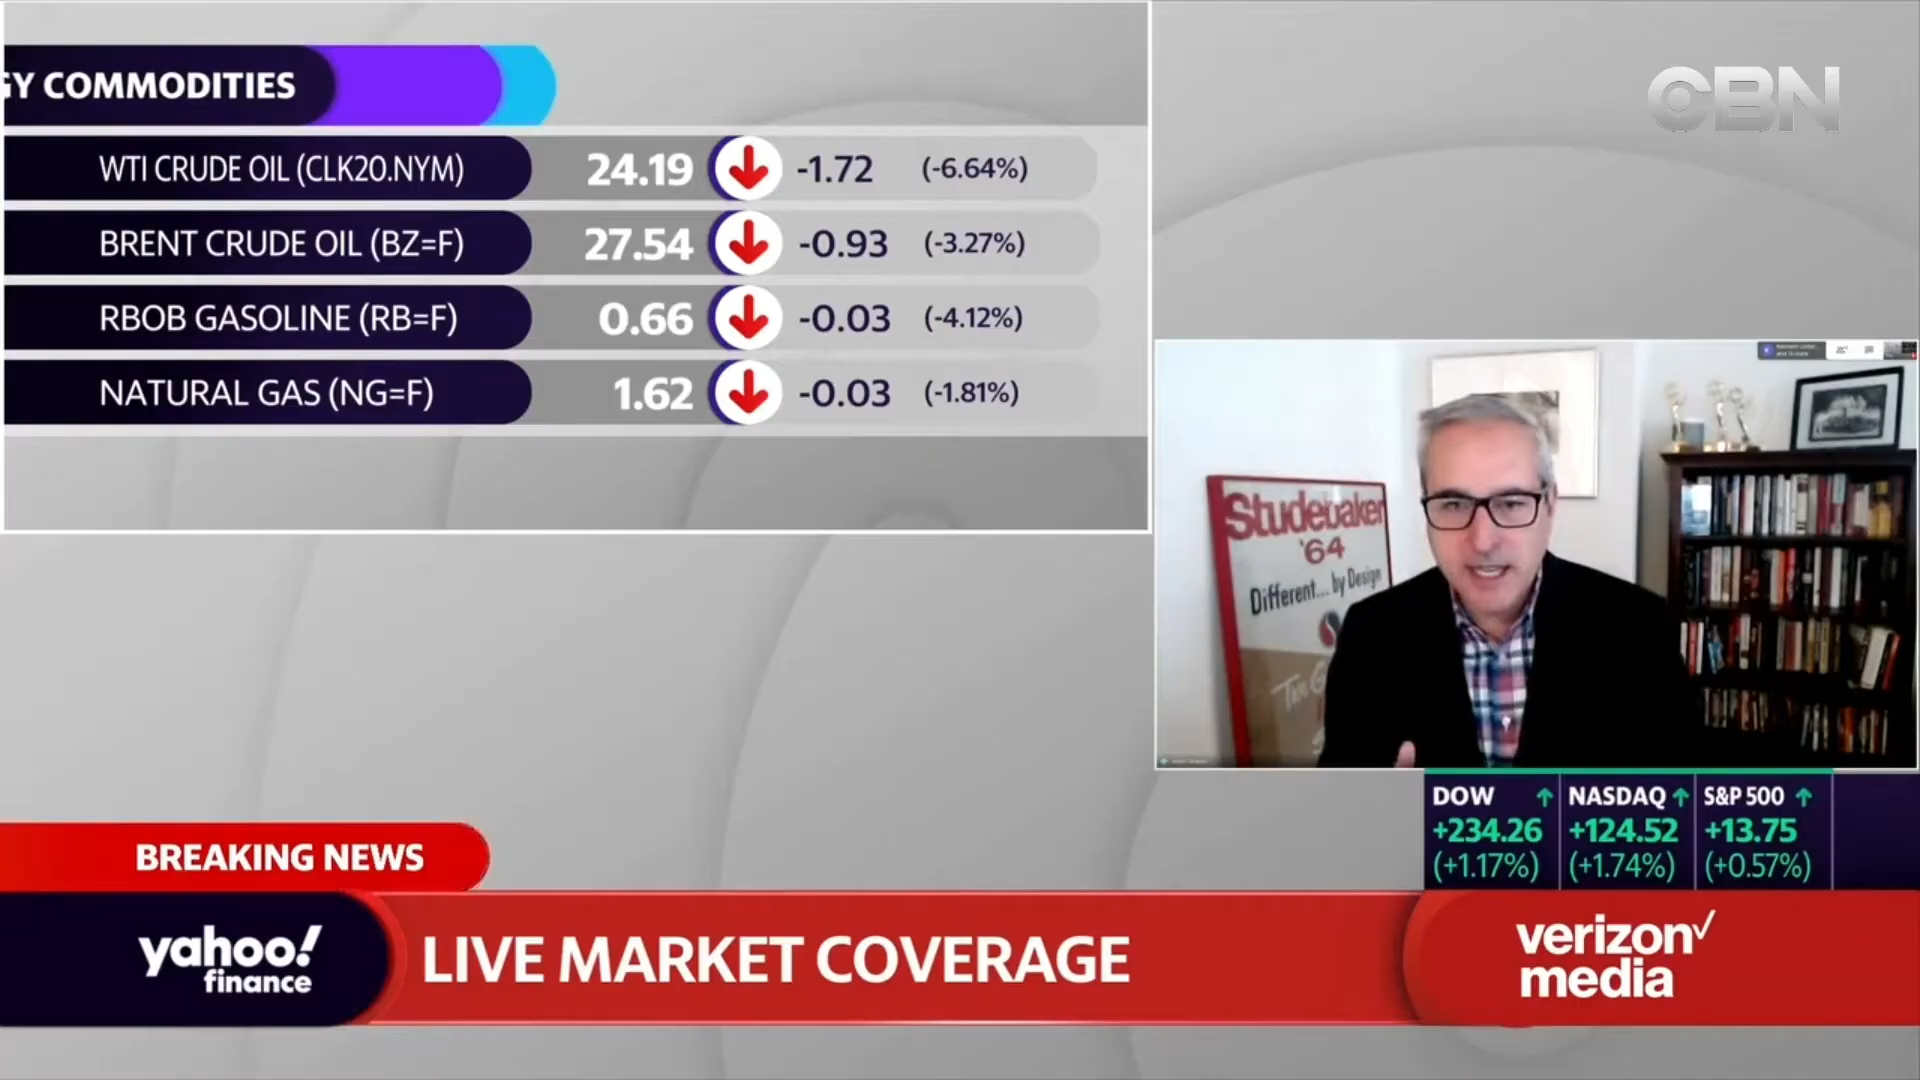 GY COMMODITIES
CBN
WTI CRUDE OIL (CLK20.NYM) 24.19 -1.72 (-6.64%)
BRENT CRUDE OIL (BZ=F) 27.54 -0.93 (-3.27%)
RBOB GASOLINE (RB=F) 0.66 -0.03 (-4.12%)
NATURAL GAS (NG=F) 1.62 -0.03 (-1.81%)
Studebaker
'64
Different... by Design
DOW NASDAQ S&P 500
+234.26 +124.52 +13.75
(+1.17%) (+1.74%) (+0.57%)
BREAKING NEWS
yahoo!
finance
LIVE MARKET COVERAGE
verizon
media